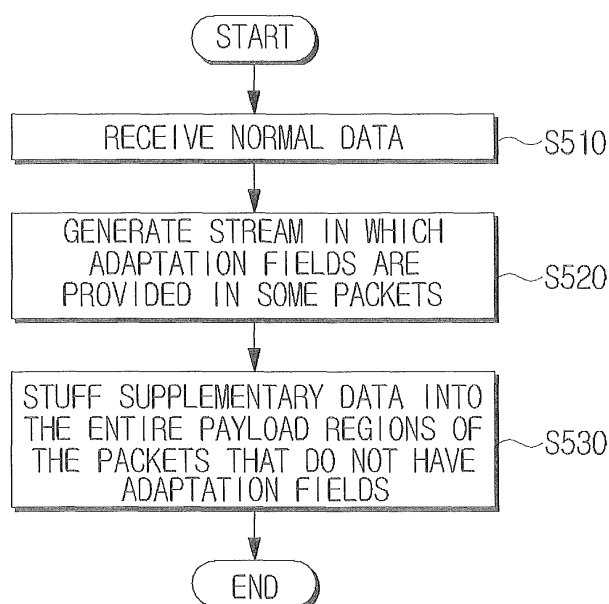 START
RECEIVE NORMAL DATA
S510
GENERATE STREAM IN WHICH
ADAPTATION FIELDS ARE
PROVIDED IN SOME PACKETS
S520
STUFF SUPPLEMENTARY DATA INTO
THE ENTIRE PAYLOAD REGIONS OF
THE PACKETS THAT DO NOT HAVE
ADAPTATION FIELDS
S530
END